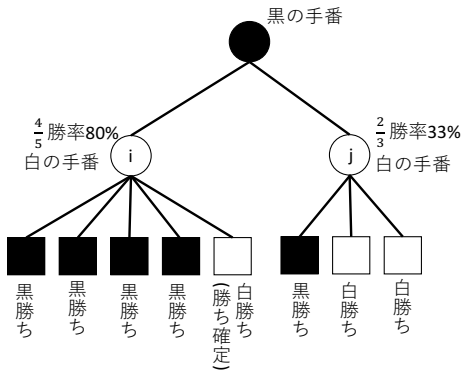 黒の手番
4/5 勝率80%
白の手番
i
2/3 勝率33%
白の手番
j
黒勝ち
黒勝ち
黒勝ち
黒勝ち
白勝ち
(勝ち確定)
黒勝ち
白勝ち
白勝ち